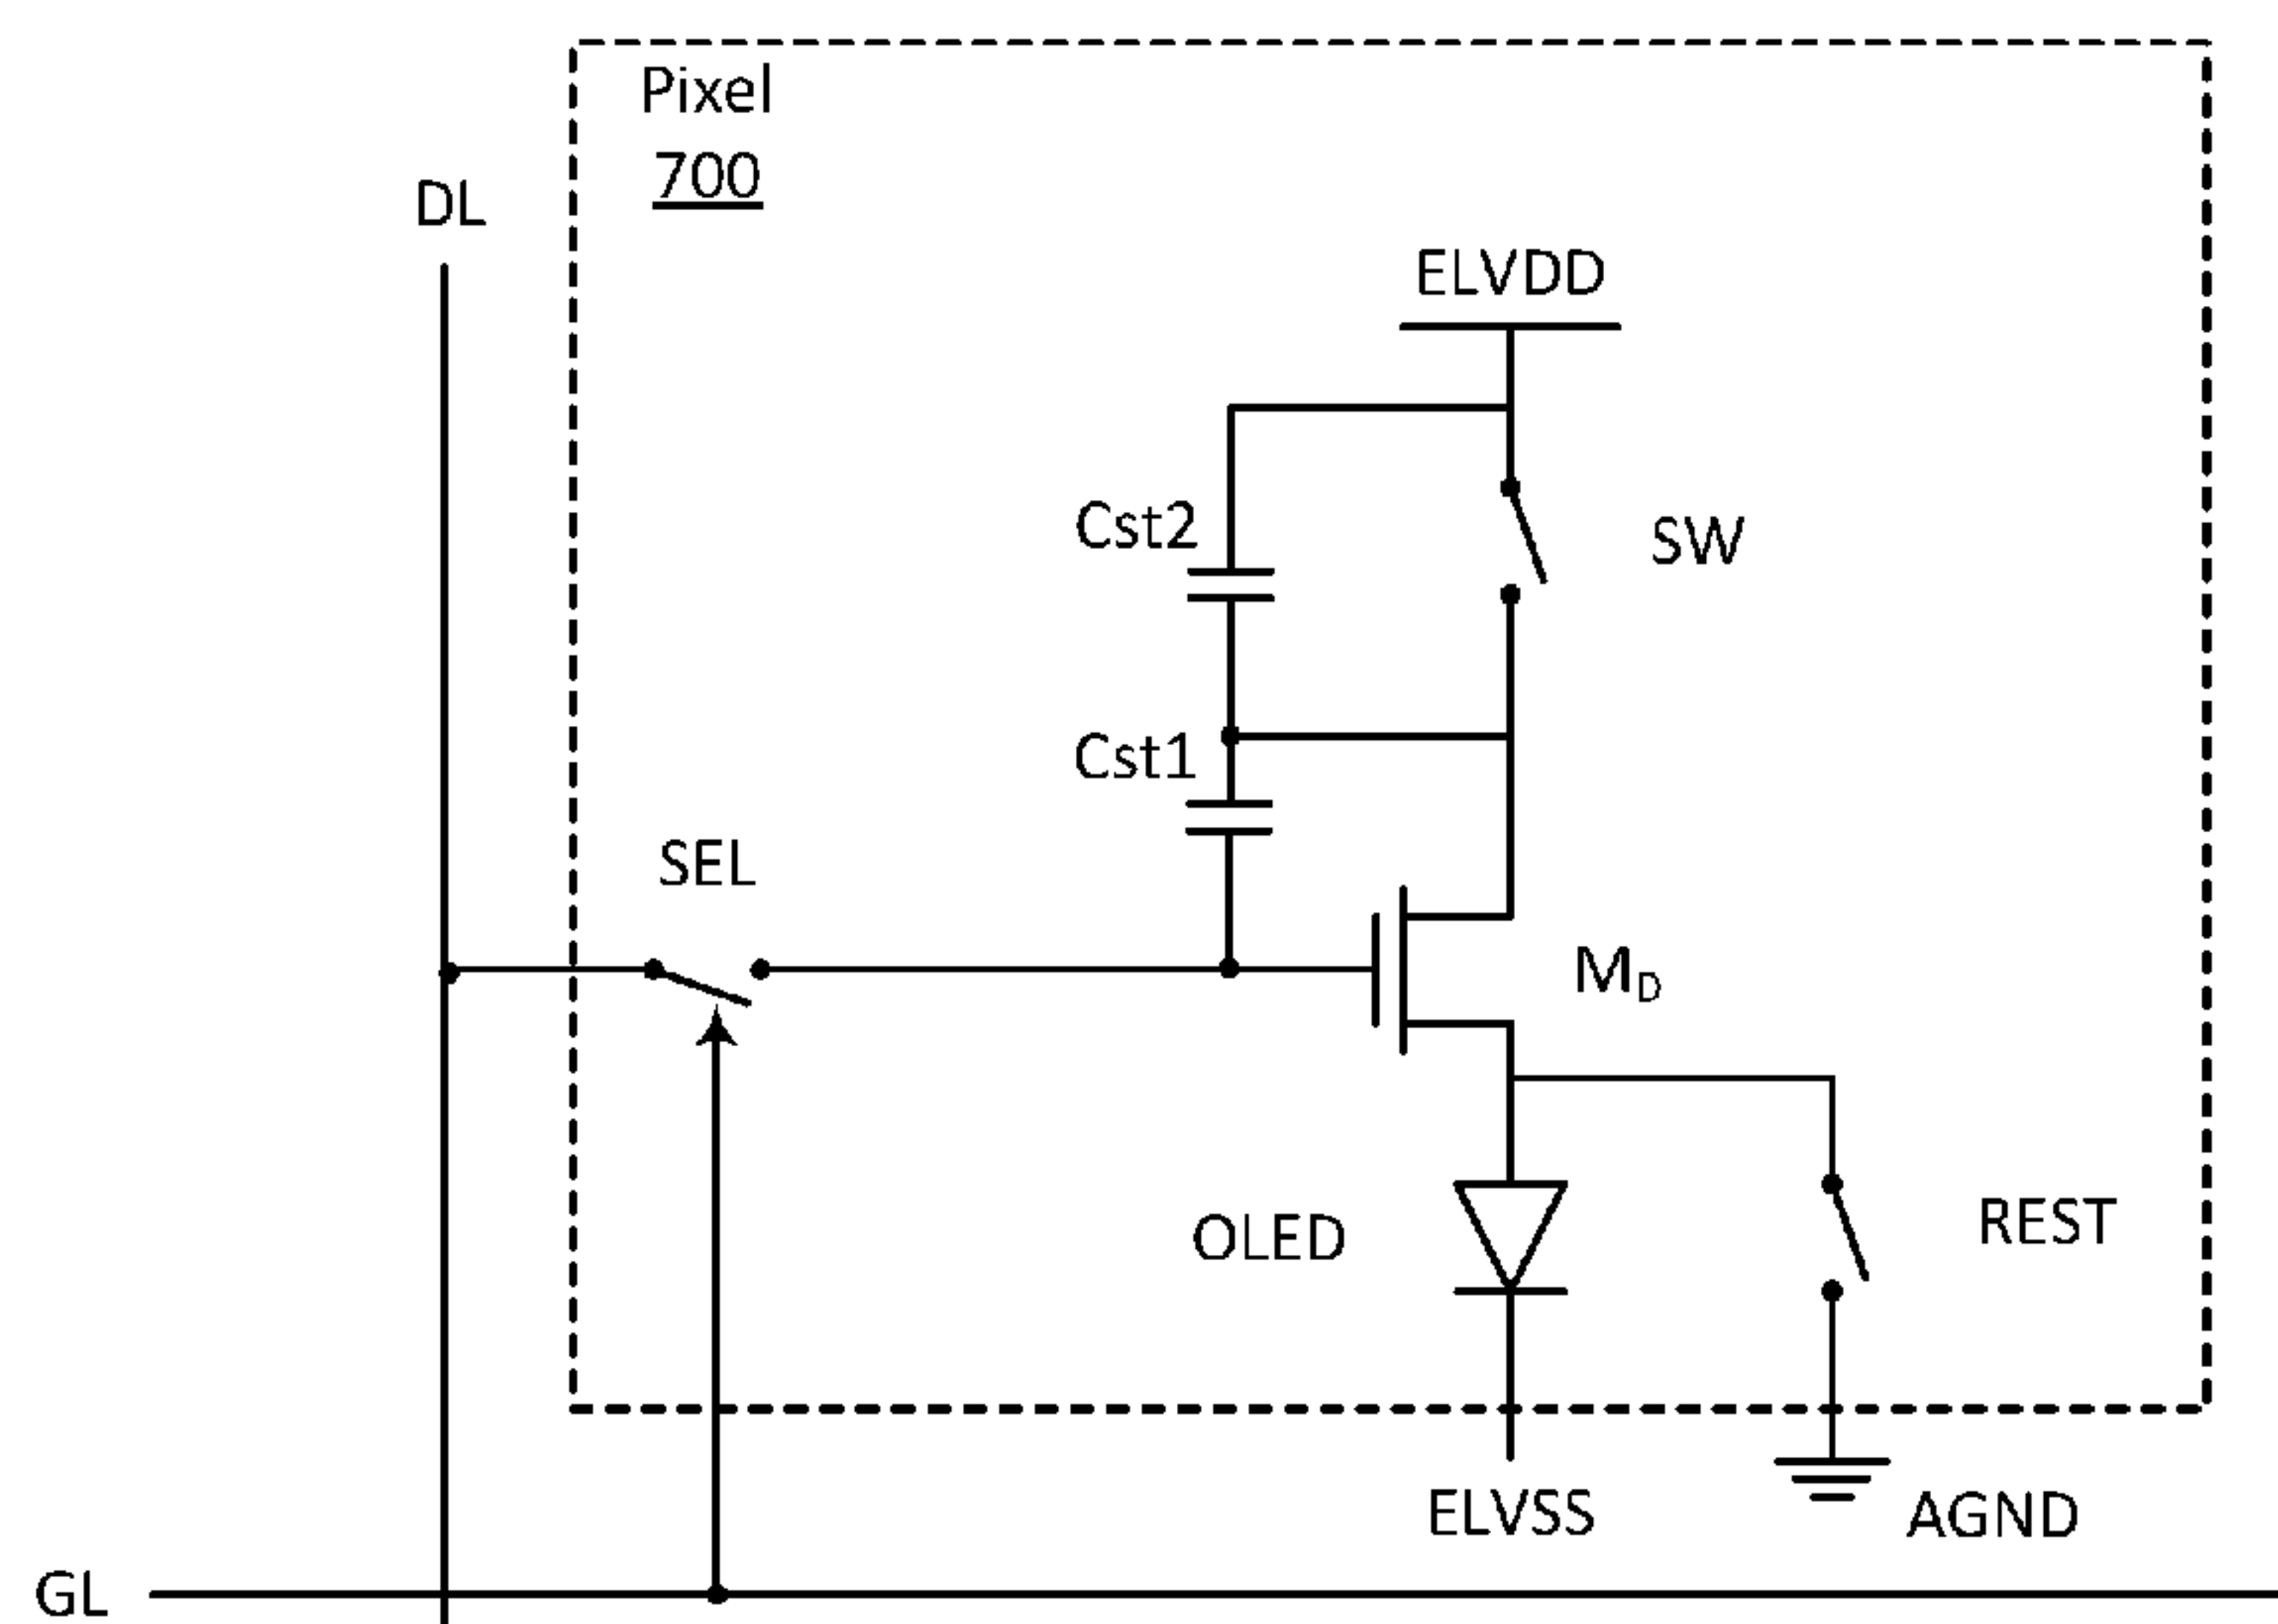 Pixel
700
DL
ELVDD
Cst2
SW
Cst1
SEL
MD
OLED
REST
ELVSS
AGND
GL